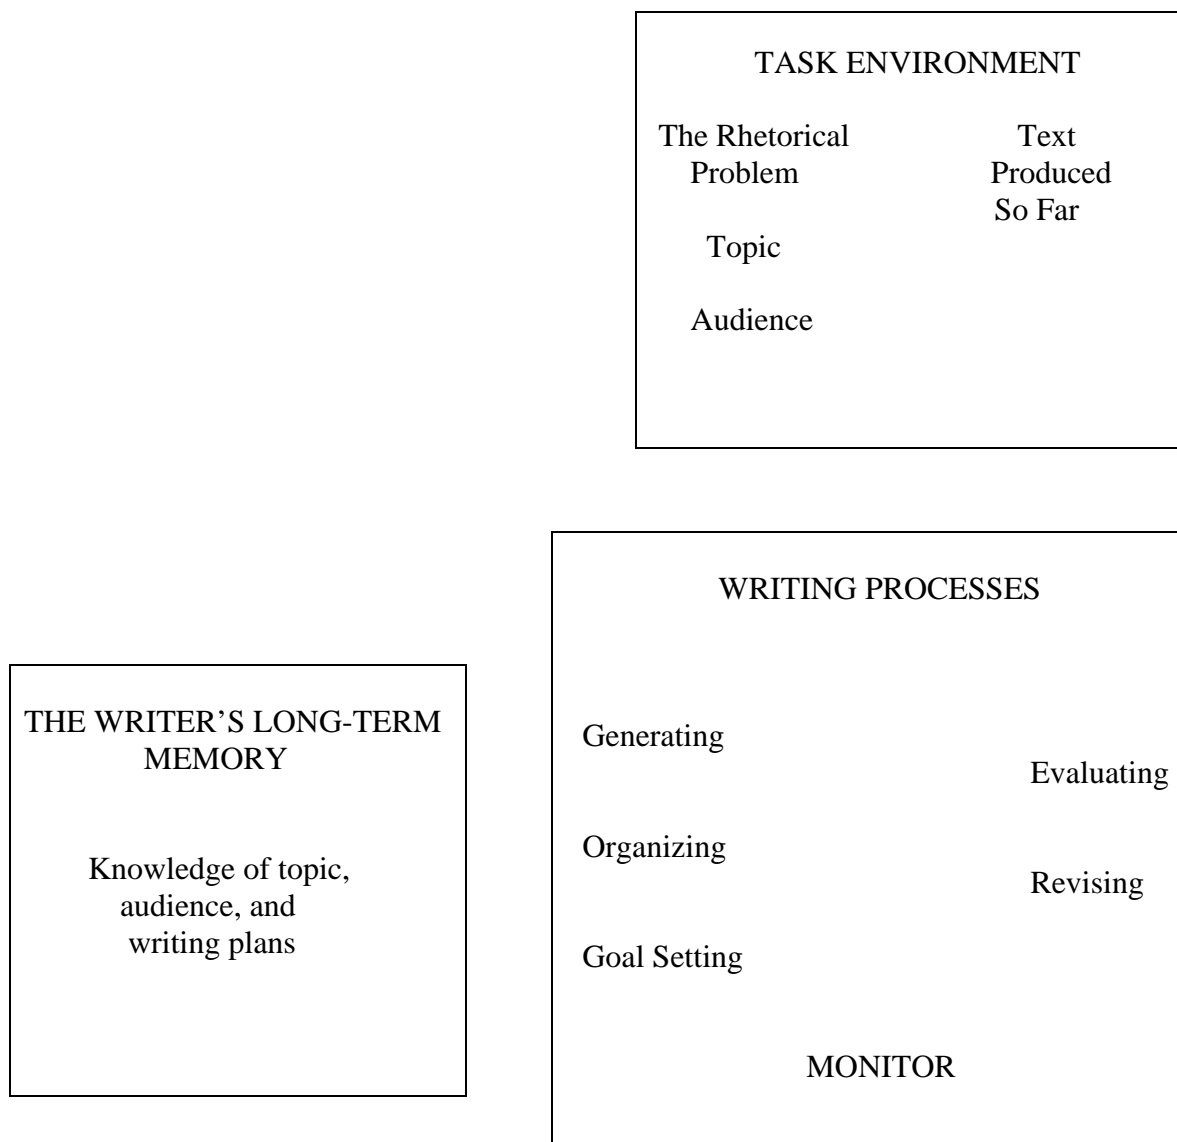 TASK ENVIRONMENT
The Rhetorical Text
Problem Produced
So Far
Topic
Audience
WRITING PROCESSES
THE WRITER’S LONG-TERM
MEMORY
Knowledge of topic,
audience, and
writing plans
Generating
Evaluating
Organizing
Revising
Goal Setting
MONITOR